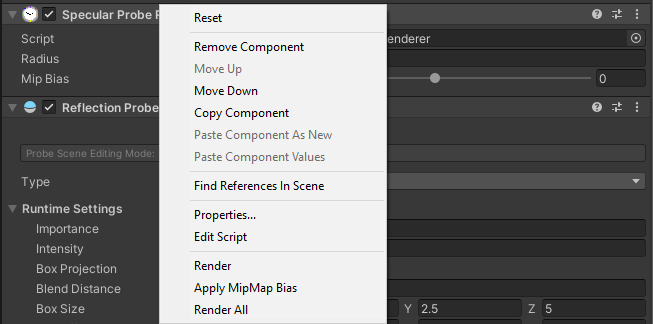 Specular Probe R
Reset
Script
enderer
Remove Component
Radius
Move Up
Mip Bias
0
Move Down
Reflection Probe
Copy Component
Paste Component As New
Probe Scene Editing Mode:
Paste Component Values
Type
Find References In Scene
Runtime Settings
Properties...
Importance
Edit Script
Intensity
Box Projection
Render
Blend Distance
Apply MipMap Bias
Box Size
Render All
Y 2.5 Z 5